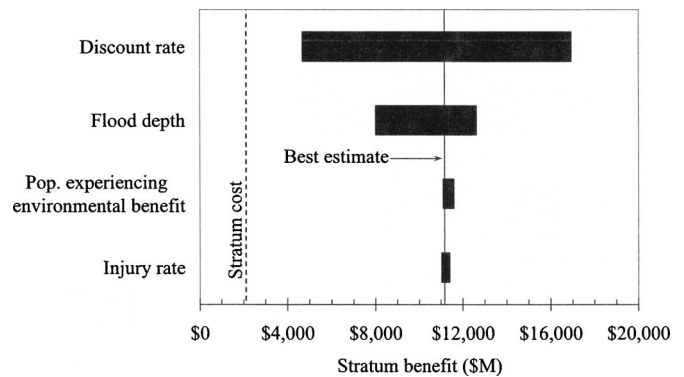 Discount rate
Flood depth
Best estimate
Pop. experiencing
environmental benefit
Stratum cost
Injury rate
$0 $4,000 $8,000 $12,000 $16,000 $20,000
Stratum benefit ($M)